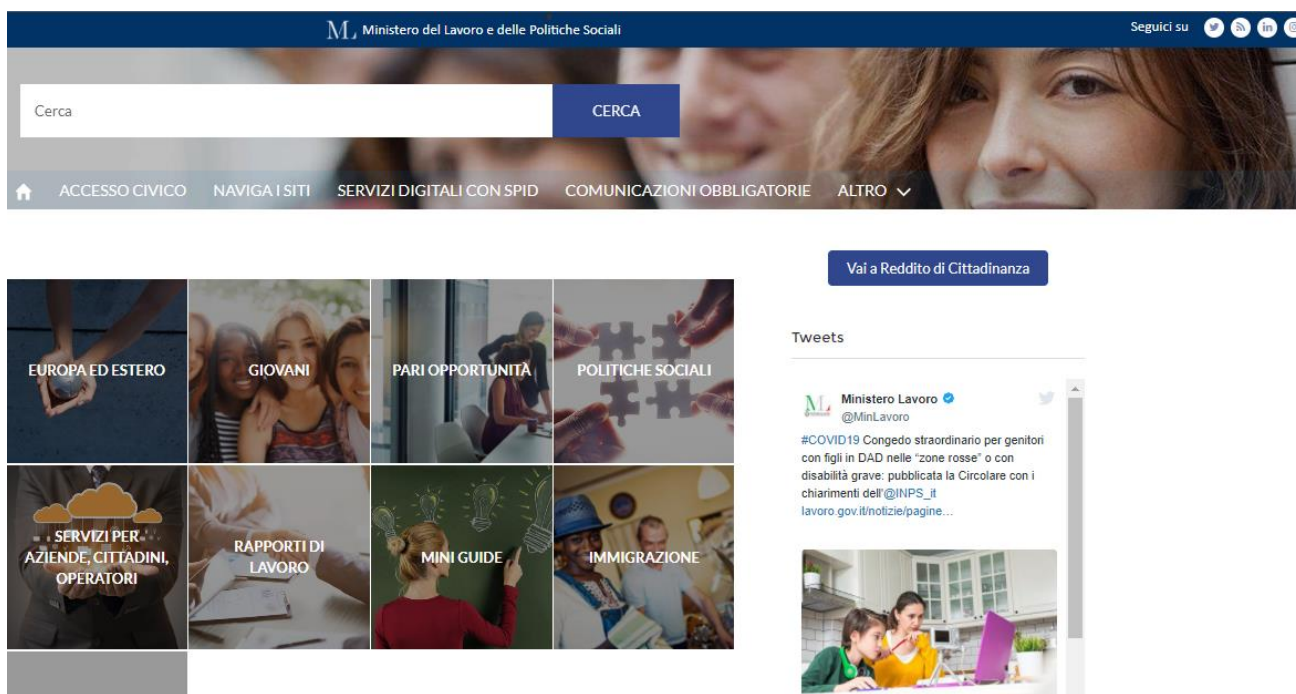 ML Ministero del Lavoro e delle Politiche Sociali
Seguici su
Cerca
CERCA
ACCESSO CIVICO NAVIGA I SITI SERVIZI DIGITALI CON SPID COMUNICAZIONI OBBLIGATORIE ALTRO
Vai a Reddito di Cittadinanza
EUROPA ED ESTERO
GIOVANI
PARI OPPORTUNITÀ
POLITICHE SOCIALI
SERVIZI PER
AZIENDE, CITTADINI,
OPERATORI
RAPPORTI DI
LAVORO
MINI GUIDE
IMMIGRAZIONE
Tweets
Ministero Lavoro
@MinLavoro
#COVID19 Congedo straordinario per genitori
con figli in DAD nelle “zone rosse” o con
disabilità grave: pubblicata la Circolare con i
chiarimenti dell'@INPS_it
lavoro.gov.it/notizie/pagine…